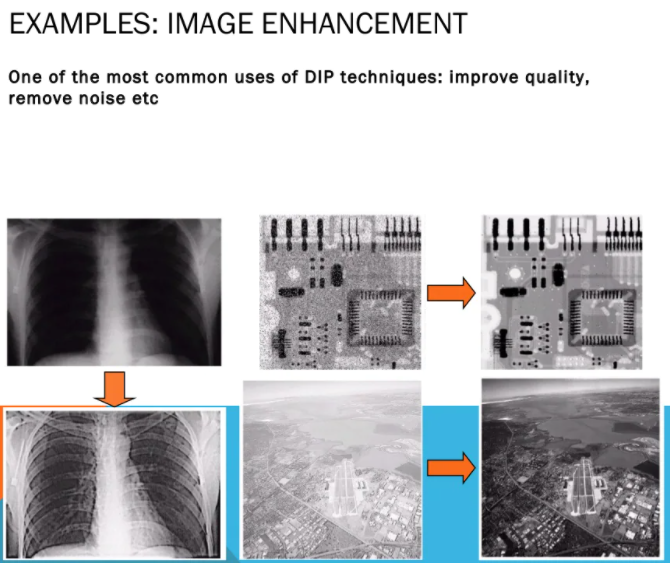 EXAMPLES: IMAGE ENHANCEMENT
One of the most common uses of DIP techniques: improve quality,
remove noise etc